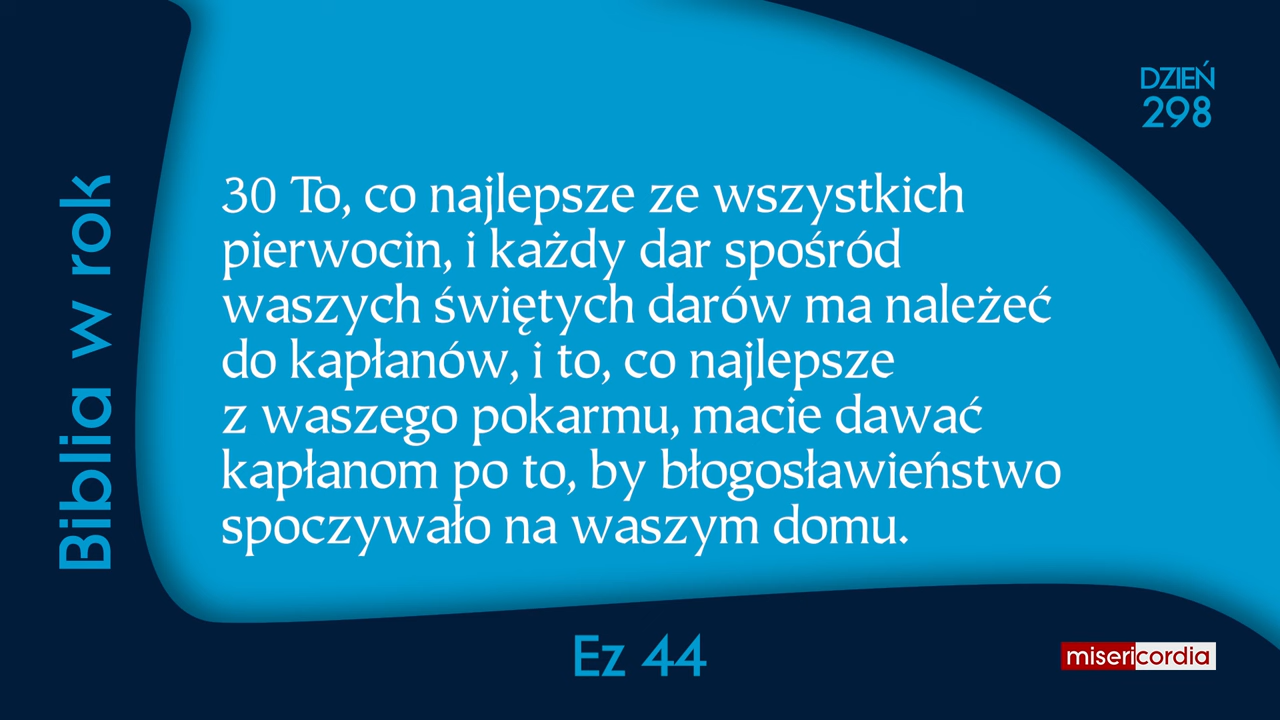 DZIEŃ
298
Biblia w rok
30 To, co najlepsze ze wszystkich
pierwocin, i każdy dar spośród
waszych świętych darów ma należeć
do kapłanów, i to, co najlepsze
z waszego pokarmu, macie dawać
kapłanom po to, by błogosławieństwo
spoczywało na waszym domu.
Ez 44
misericordia